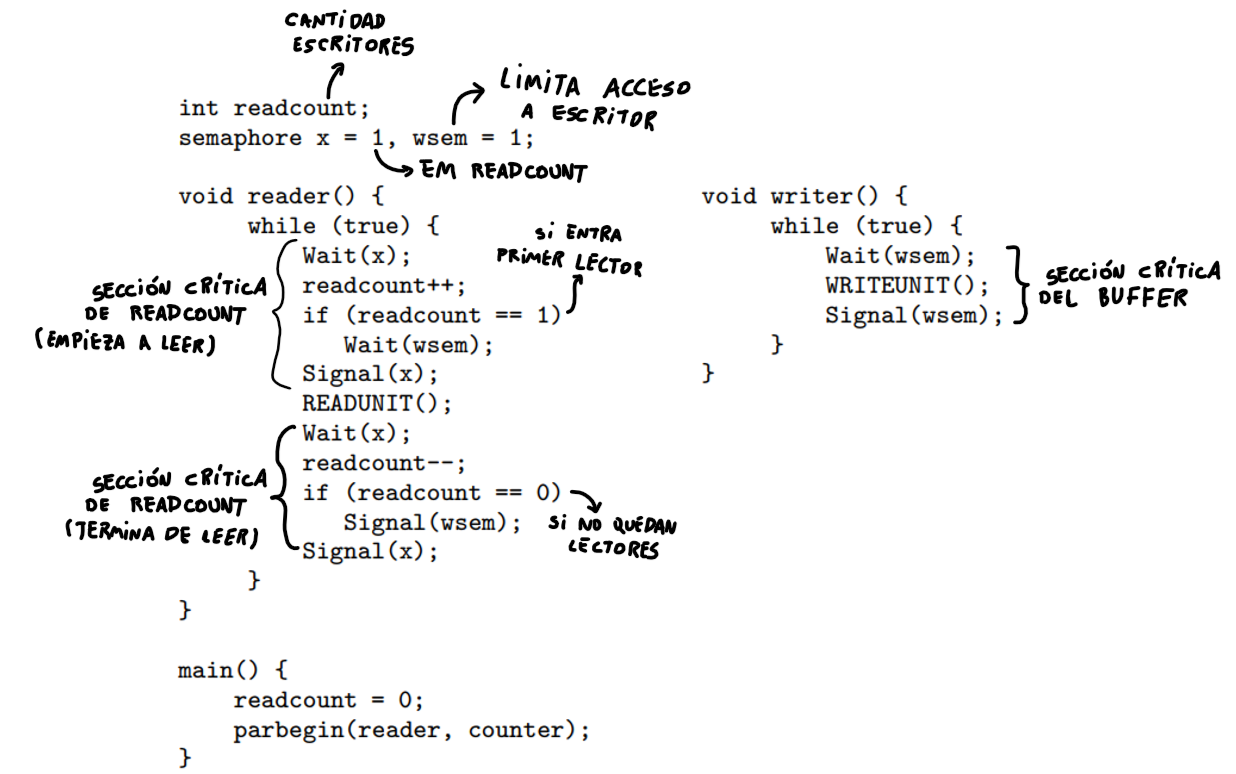 CANTIDAD
ESCRITORES
LIMITA ACCESO
A ESCRITOR
int readcount;
semaphore x = 1, wsem = 1;
EM READCOUNT
void reader() {
while (true) {
SI ENTRA
PRIMER LECTOR
Wait(x);
readcount++;
if (readcount == 1)
Wait(wsem);
Signal(x);
SECCIÓN CRÍTICA
DE READCOUNT
(EMPIEZA A LEER)
READUNIT();
Wait(x);
readcount--;
if (readcount == 0)
Signal(wsem);
Signal(x);
SECCIÓN CRÍTICA
DE READCOUNT
(TERMINA DE LEER)
SI NO QUEDAN
LECTORES
}
}
void writer() {
while (true) {
Wait(wsem);
WRITEUNIT();
Signal(wsem);
SECCIÓN CRÍTICA
DEL BUFFER
}
}
main() {
readcount = 0;
parbegin(reader, counter);
}